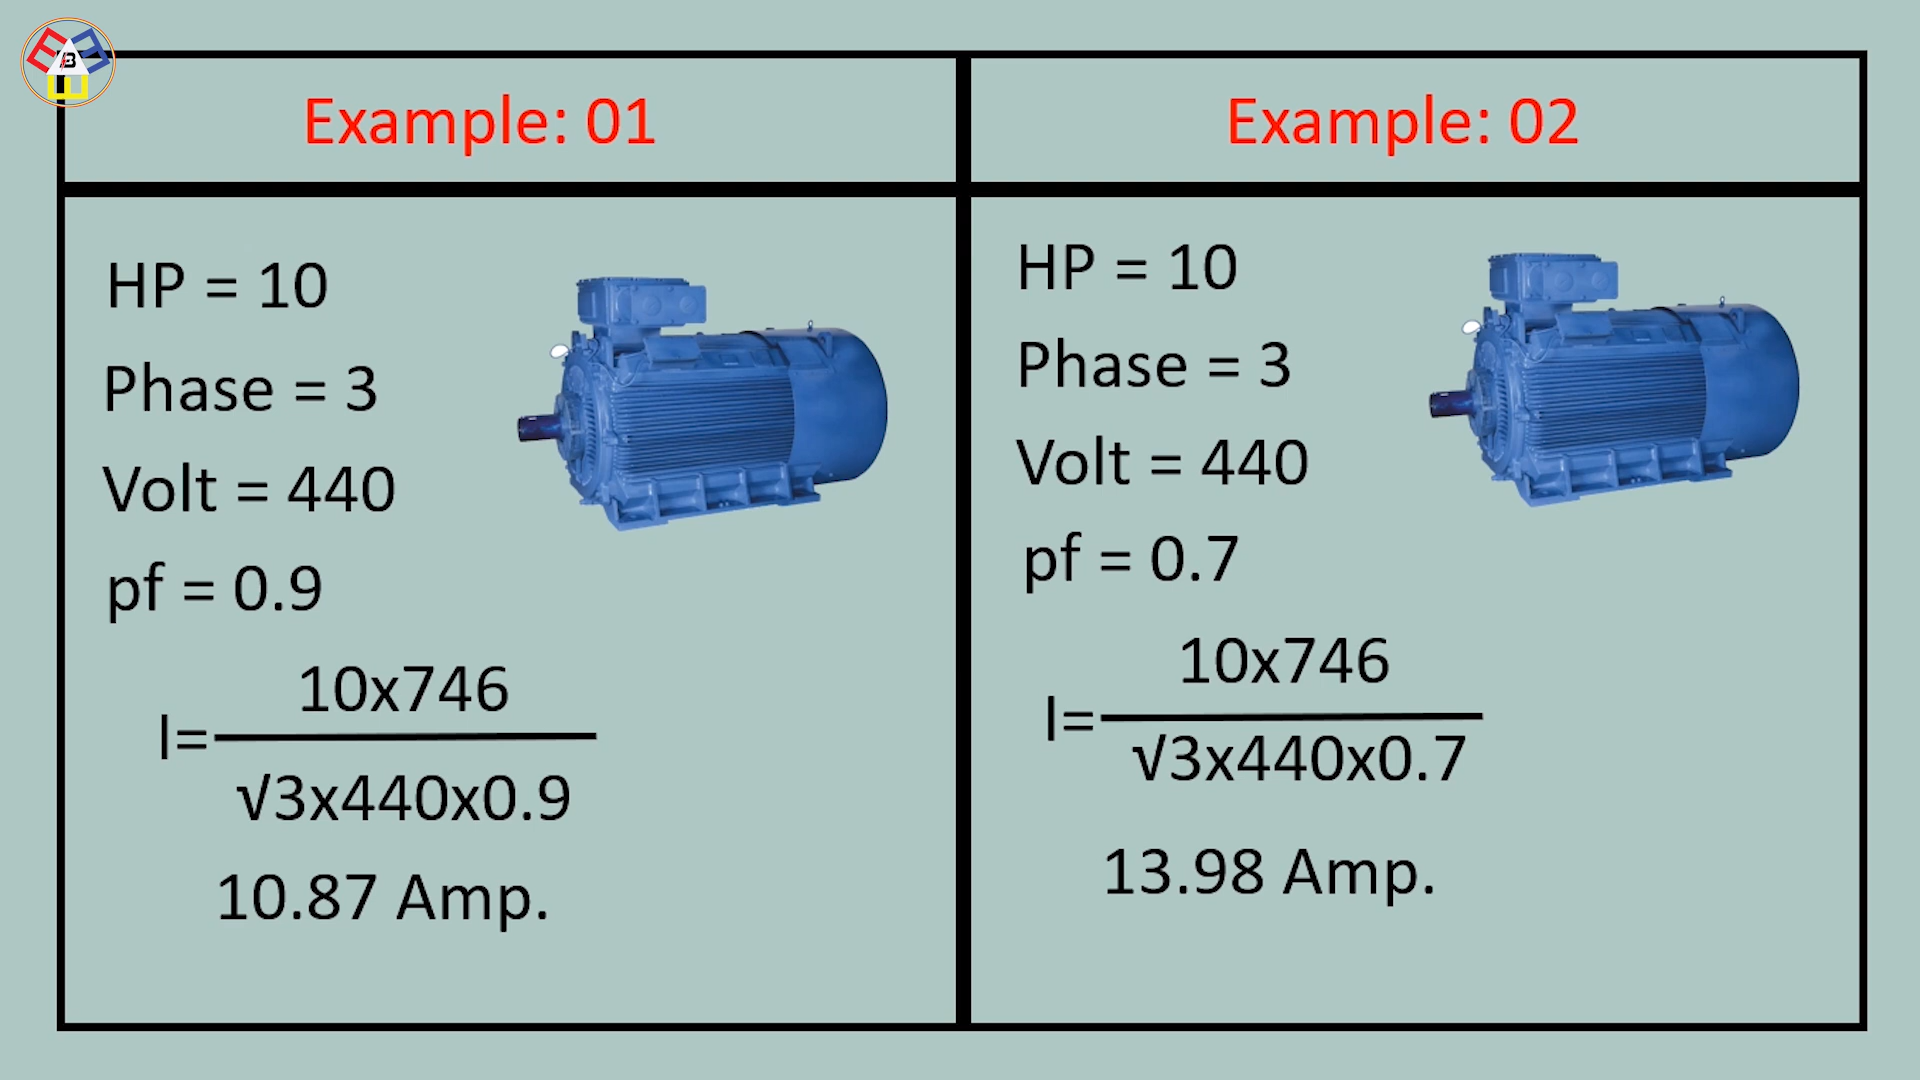 Example: 01
HP = 10
Phase = 3
Volt = 440
pf = 0.9
10x746
I=
√3x440x0.9
10.87 Amp.
Example: 02
HP = 10
Phase = 3
Volt = 440
pf = 0.7
10x746
I=
√3x440x0.7
13.98 Amp.